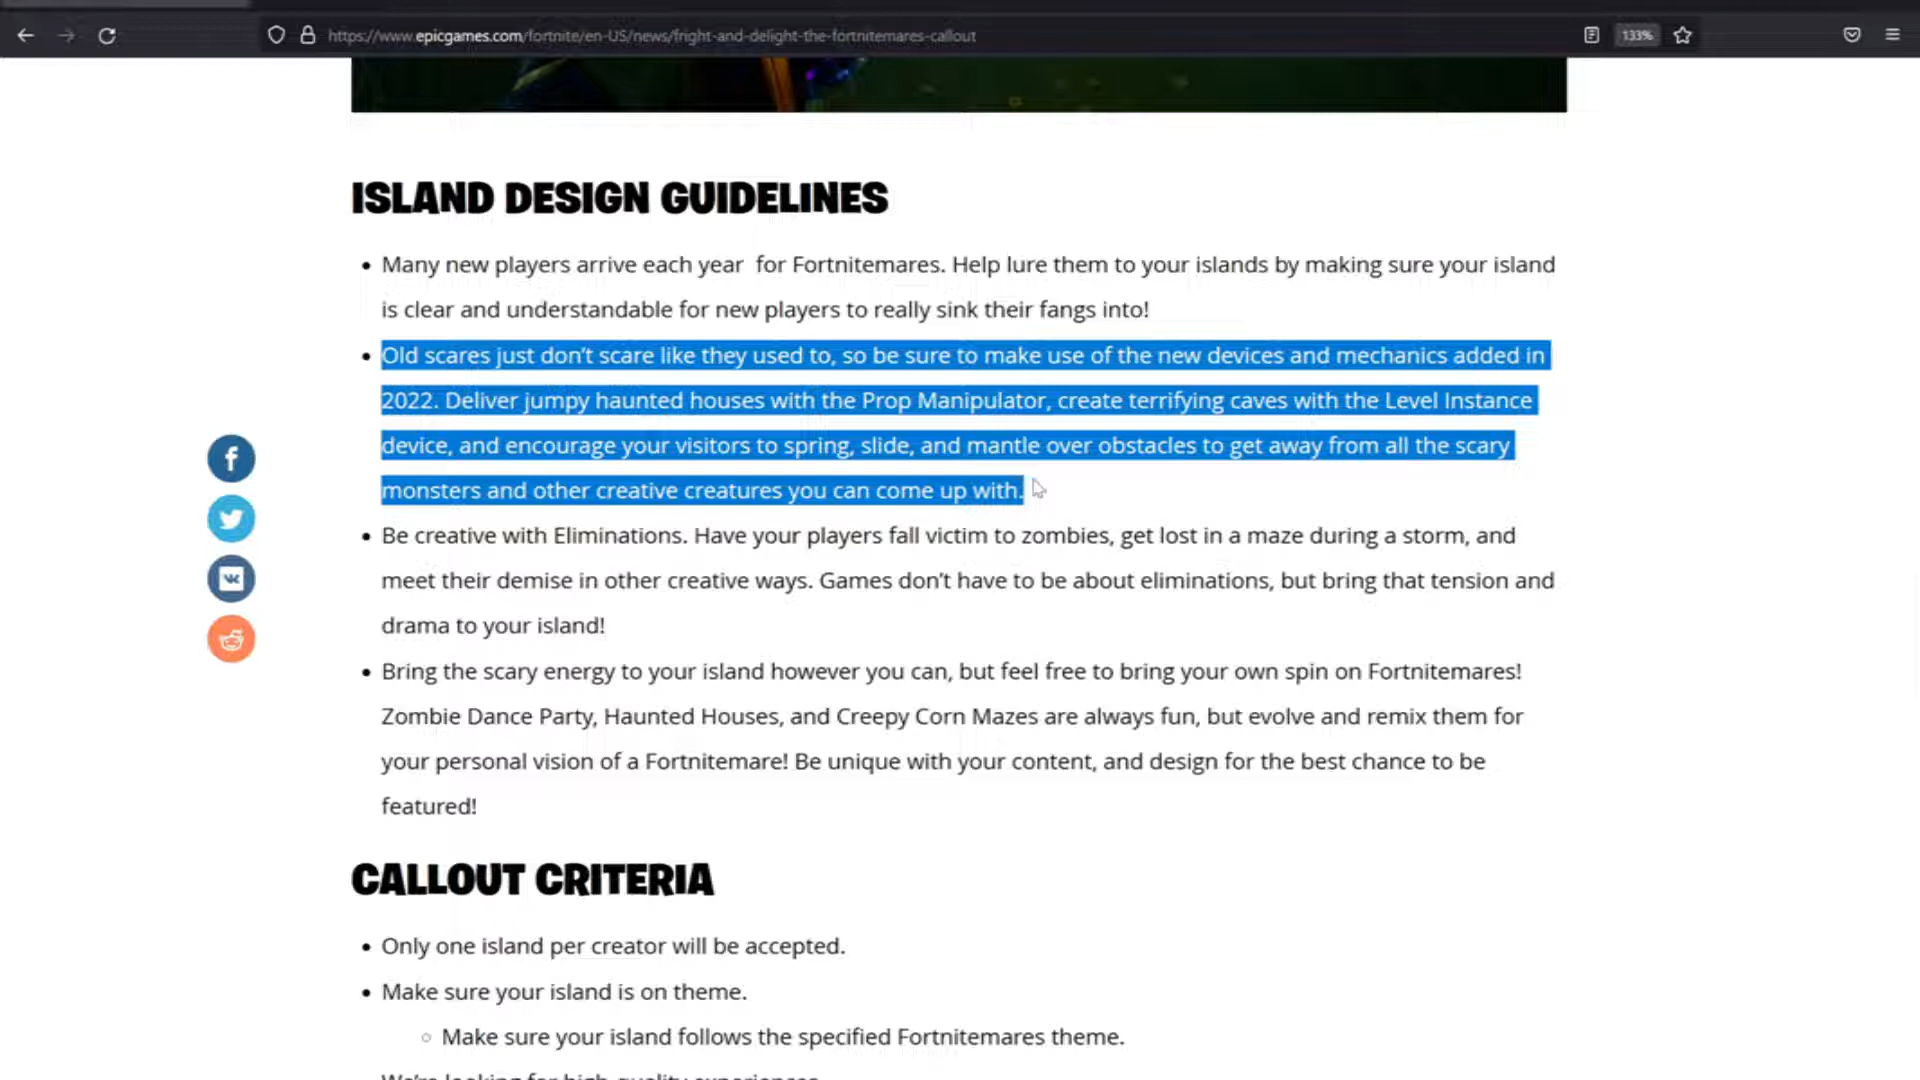 https://www.epicgames.com/fortnite/en-US/news/fright-and-delight-the-fortnitemares-callout
133%
ISLAND DESIGN GUIDELINES
Many new players arrive each year  for Fortnitemares. Help lure them to your islands by making sure your island
is clear and understandable for new players to really sink their fangs into!
Old scares just don’t scare like they used to, so be sure to make use of the new devices and mechanics added in
2022. Deliver jumpy haunted houses with the Prop Manipulator, create terrifying caves with the Level Instance
device, and encourage your visitors to spring, slide, and mantle over obstacles to get away from all the scary
monsters and other creative creatures you can come up with.
Be creative with Eliminations. Have your players fall victim to zombies, get lost in a maze during a storm, and
meet their demise in other creative ways. Games don’t have to be about eliminations, but bring that tension and
drama to your island!
Bring the scary energy to your island however you can, but feel free to bring your own spin on Fortnitemares!
Zombie Dance Party, Haunted Houses, and Creepy Corn Mazes are always fun, but evolve and remix them for
your personal vision of a Fortnitemare! Be unique with your content, and design for the best chance to be
featured!
CALLOUT CRITERIA
Only one island per creator will be accepted.
Make sure your island is on theme.
Make sure your island follows the specified Fortnitemares theme.
We’re looking for high-quality experiences